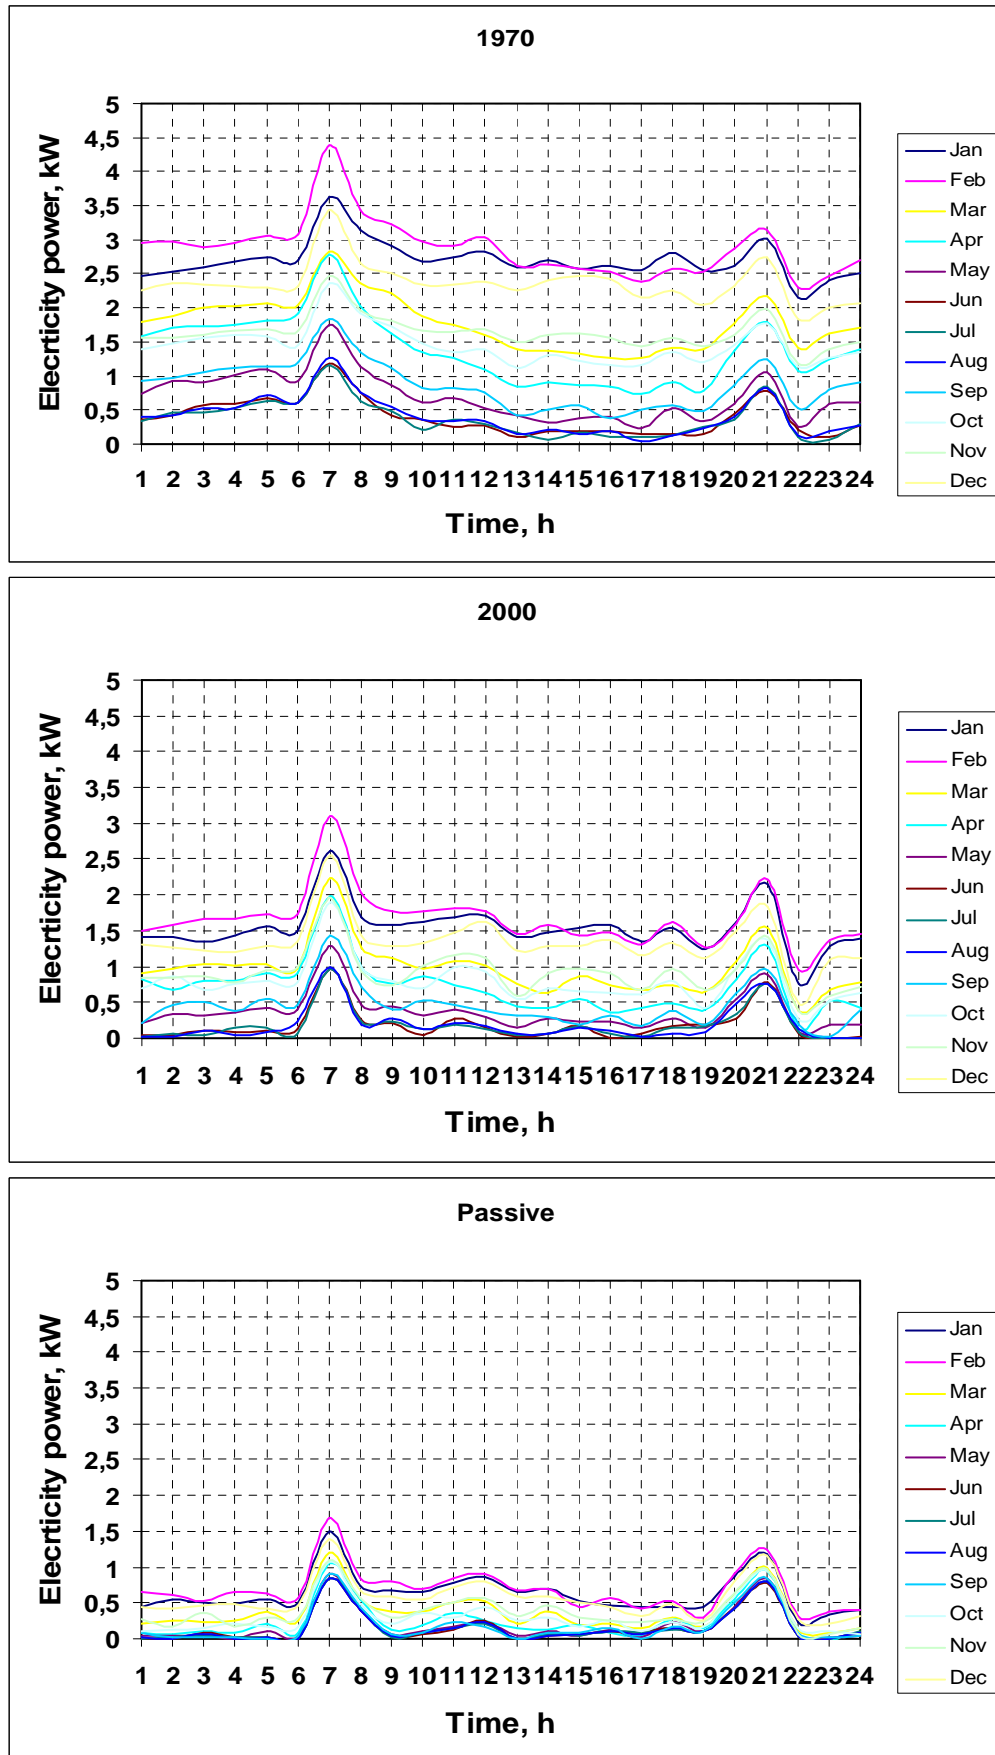 1970
Elecrticity power, kW
5
4,5
4
3,5
3
2,5
2
1,5
1
0,5
0
1 2 3 4 5 6 7 8 9 10 11 12 13 14 15 16 17 18 19 20 21 22 23 24
Time, h
Jan
Feb
Mar
Apr
May
Jun
Jul
Aug
Sep
Oct
Nov
Dec
2000
Elecrticity power, kW
5
4,5
4
3,5
3
2,5
2
1,5
1
0,5
0
1 2 3 4 5 6 7 8 9 10 11 12 13 14 15 16 17 18 19 20 21 22 23 24
Time, h
Jan
Feb
Mar
Apr
May
Jun
Jul
Aug
Sep
Oct
Nov
Dec
Passive
Elecrticity power, kW
5
4,5
4
3,5
3
2,5
2
1,5
1
0,5
0
1 2 3 4 5 6 7 8 9 10 11 12 13 14 15 16 17 18 19 20 21 22 23 24
Time, h
Jan
Feb
Mar
Apr
May
Jun
Jul
Aug
Sep
Oct
Nov
Dec